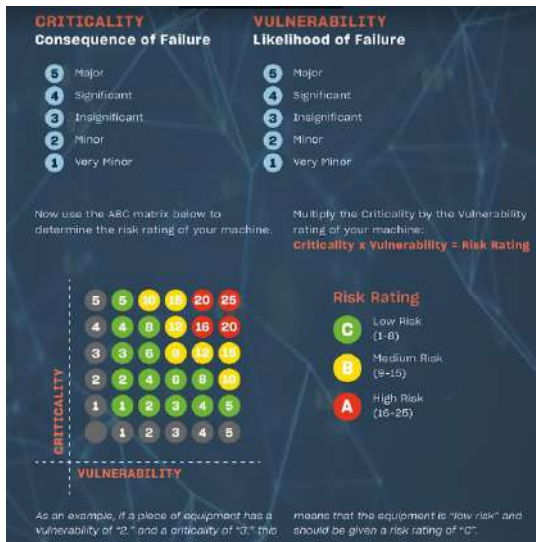 CRITICALITY
Consequence of Failure
5 Major
4 Significant
3 Insignificant
2 Minor
1 Very Minor
VULNERABILITY
Likelihood of Failure
5 Major
4 Significant
3 Insignificant
2 Minor
1 Very Minor
Now use the ABC matrix below to
determine the risk rating of your machine.
Multiply the Criticality by the Vulnerability
rating of your machine:
Criticality x Vulnerability = Risk Rating
CRITICALITY
5 5 10 15 20 25
4 4 8 12 16 20
3 3 6 9 12 15
2 2 4 6 8 10
1 1 2 3 4 5
1 2 3 4 5
VULNERABILITY
Risk Rating
C Low Risk
(1-8)
B Medium Risk
(9-15)
A High Risk
(16-25)
As an example, if a piece of equipment has a
vulnerability of "2," and a criticality of "3," this
means that the equipment is "low risk" and
should be given a risk rating of "C".